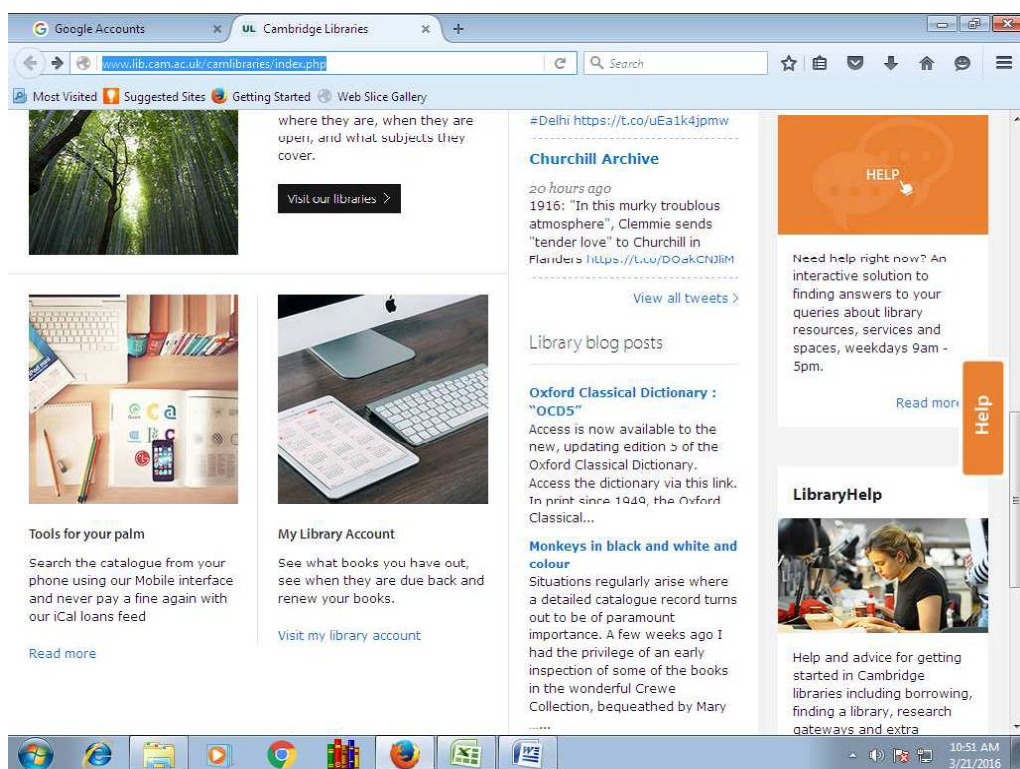 Google Accounts
UL Cambridge Libraries
www.lib.cam.ac.uk/camlibraries/index.php
Search
Most Visited
Suggested Sites
Getting Started
Web Slice Gallery
where they are, when they are
open, and what subjects they
cover.
Visit our libraries >
Tools for your palm
Search the catalogue from your
phone using our Mobile interface
and never pay a fine again with
our iCal loans feed
Read more
My Library Account
See what books you have out,
see when they are due back and
renew your books.
Visit my library account
#Delhi https://t.co/uEa1k4jpmw
Churchill Archive
20 hours ago
1916: "In this murky troublous
atmosphere", Clemmie sends
"tender love" to Churchill in
Flanders
View all tweets >
Library blog posts
Oxford Classical Dictionary :
“OCD5”
Access is now available to the
new, updating edition 5 of the
Oxford Classical Dictionary.
Access the dictionary via this link.
In print since 1949, the Oxford
Classical...
Monkeys in black and white and
colour
Situations regularly arise where
a detailed catalogue record turns
out to be of paramount
importance. A few weeks ago I
had the privilege of an early
inspection of some of the books
in the wonderful Crewe
Collection, bequeathed by Mary
HELP
Need help right now? An
interactive solution to
finding answers to your
queries about library
resources, services and
spaces, weekdays 9am -
5pm.
Read more
Help
LibraryHelp
Help and advice for getting
started in Cambridge
libraries including borrowing,
finding a library, research
gateways and extra
10:51 AM
3/21/2016